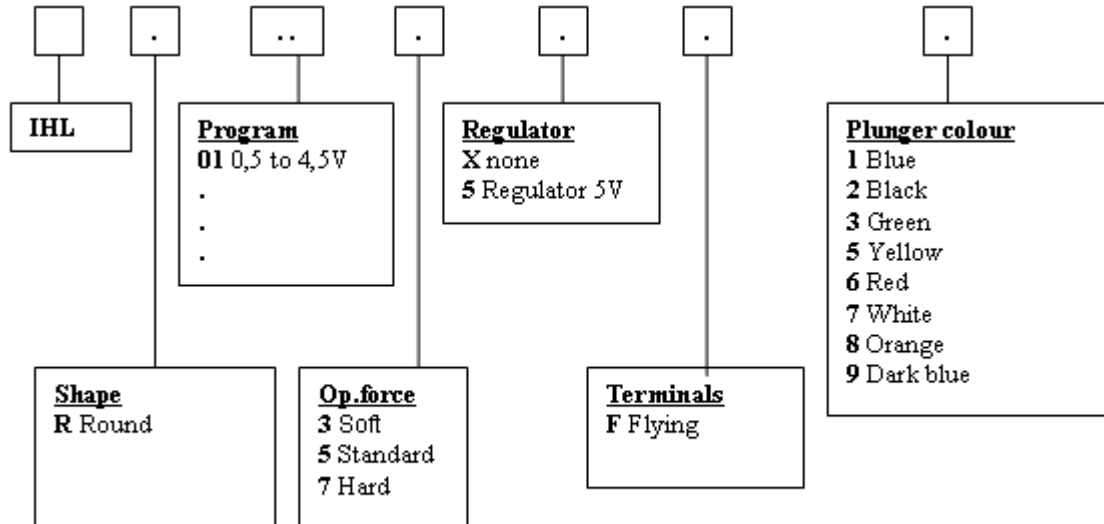 . .. . . . .
IHL
Program
01 0,5 to 4,5V
.
.
.
Regulator
X none
5 Regulator 5V
Plunger colour
1 Blue
2 Black
3 Green
5 Yellow
6 Red
7 White
8 Orange
9 Dark blue
Shape
R Round
Op.force
3 Soft
5 Standard
7 Hard
Terminals
F Flying